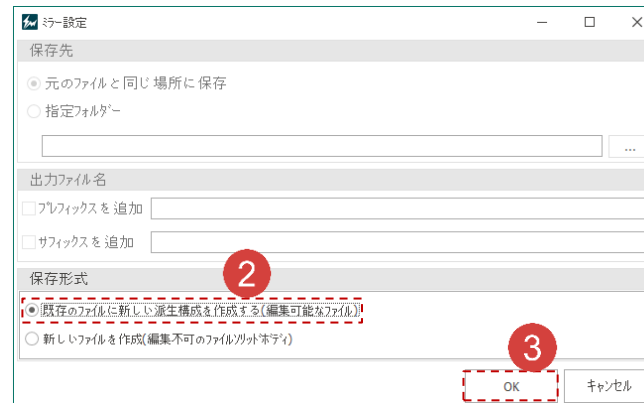 ミラー設定
保存先
元のファイルと同じ場所に保存
指定フォルダー
...
出力ファイル名
プレフィックスを追加
サフィックスを追加
2
保存形式
既存のファイルに新しい派生構成を作成する(編集可能なファイル)
新しいファイルを作成(編集不可のファイルソリッドボディ)
3
OK
キャンセル